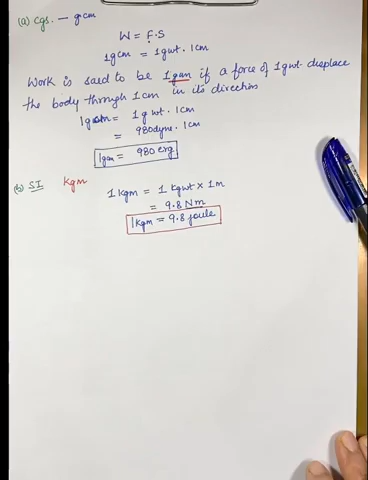 (a) cgs. - gcm
W = F.S
1gcm = 1gwt . 1cm
Work is said to be 1gcm if a force of 1gwt displace
the body through 1cm in its direction
1gcm = 1gwt. 1cm
= 980dyne. 1cm
1gcm = 980 erg
(b) SI kgm
1 kgm = 1 kgwt × 1m
= 9.8 Nm
1kgm = 9.8 joule